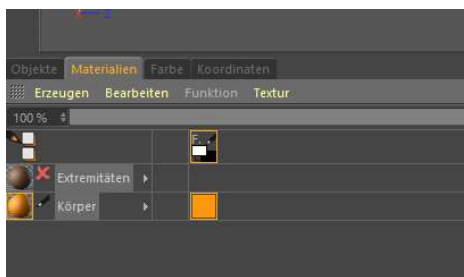 Objekte Materialien Farbe Koordinaten
Erzeugen Bearbeiten Funktion Textur
100 %
Extremitäten
Körper